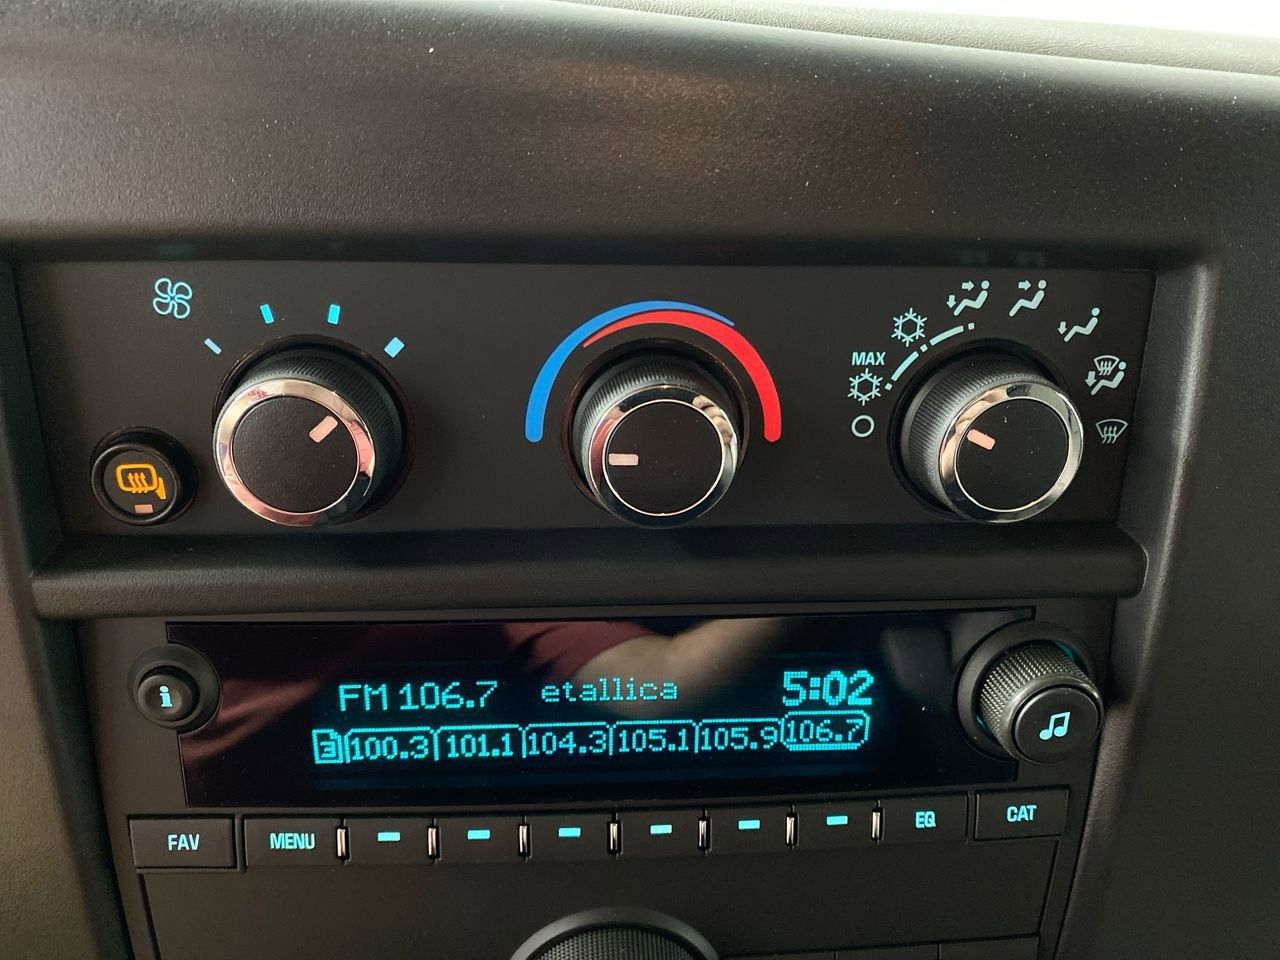 MAX
i
FM 106.7 etallica 5:02
3 100.3 101.1 104.3 105.1 105.9 106.7
FAV MENU EQ CAT